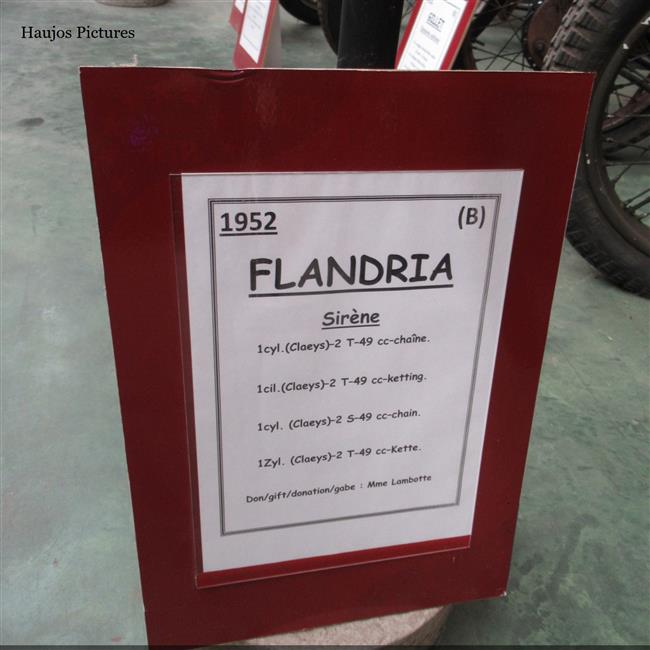 Haujos Pictures
GILLET
1952 (B)
FLANDRIA
Sirène
1cyl.(Claeys)-2 T-49 cc-chaîne.
1cil.(Claeys)-2 T-49 cc-ketting.
1cyl. (Claeys)-2 S-49 cc-chain.
1Zyl. (Claeys)-2 T-49 cc-Kette.
Don/gift/donation/gabe : Mme Lambotte